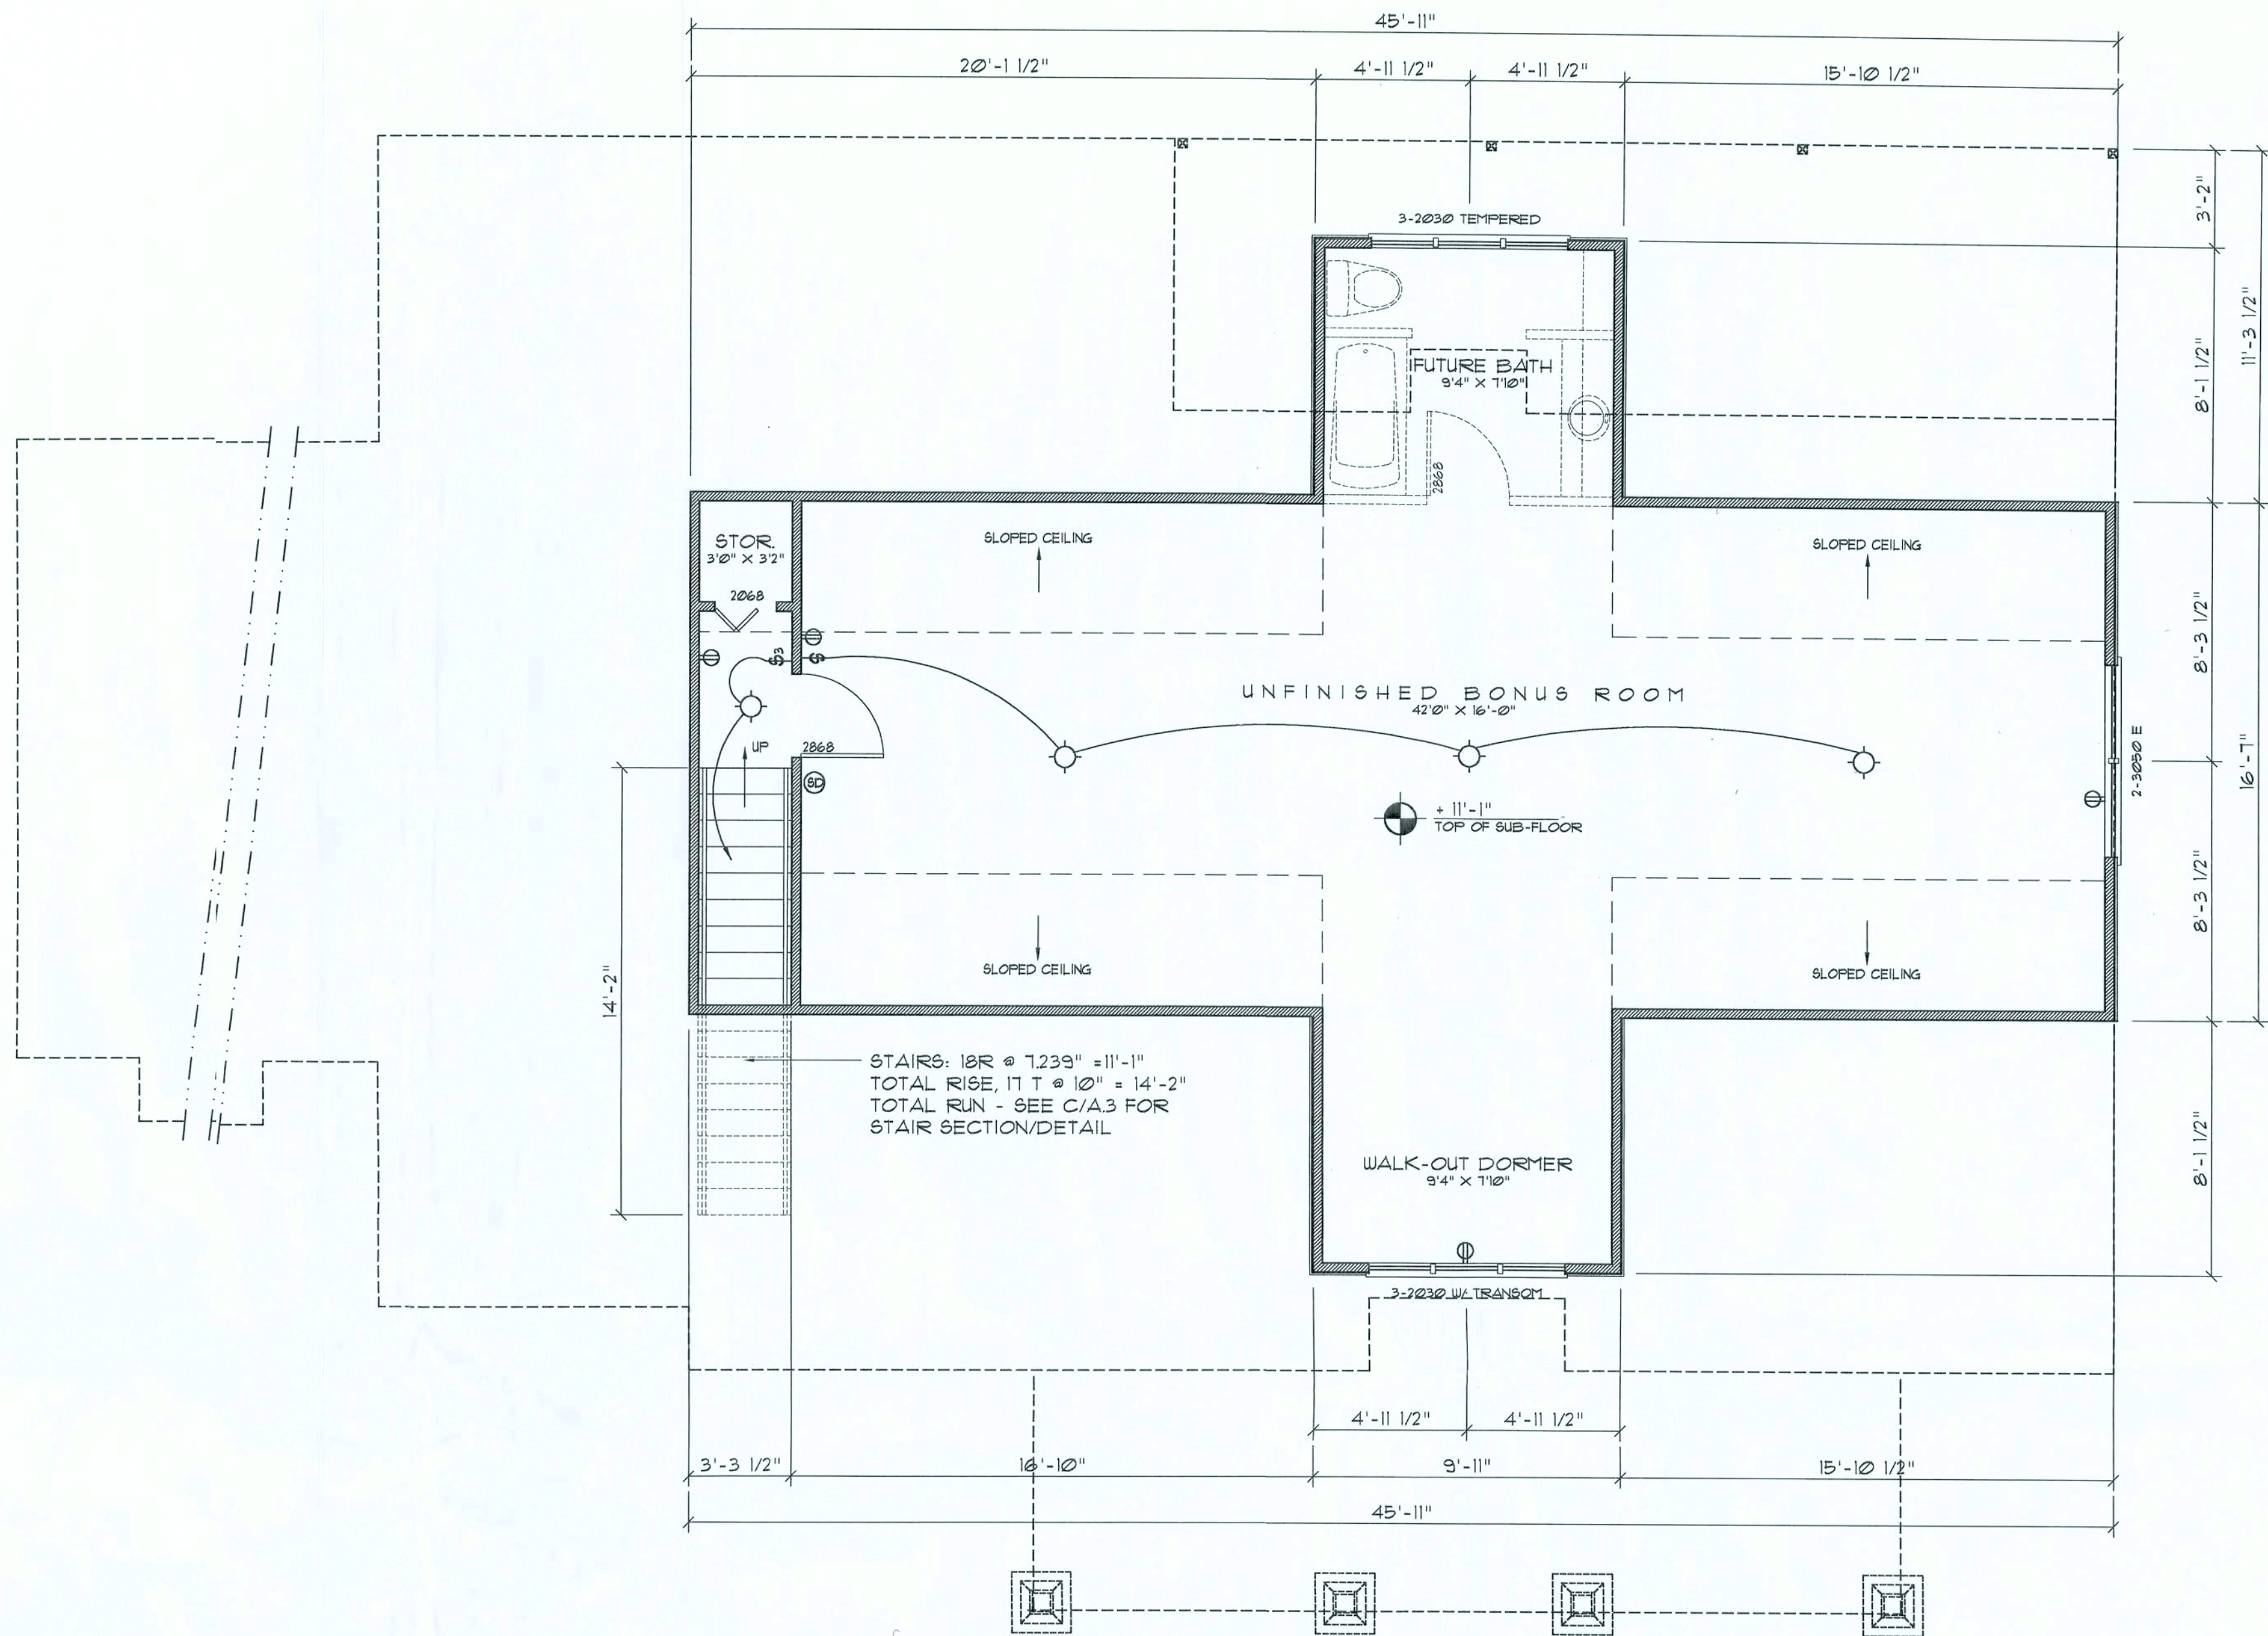 45'-11"
20'-1 1/2"
4'-11 1/2"
4'-11 1/2"
15'-10 1/2"
3'-2"
3-2030 TEMPERED
11'-3 1/2"
8'-1 1/2"
FUTURE BATH
9'4" X 7'10"
2868
STOR.
3'0" X 3'2"
2068
SLOPED CEILING
SLOPED CEILING
8'-3 1/2"
S3
S
UNFINISHED BONUS ROOM
42'0" X 16'-0"
UP
2868
SD
2-3050 E
16'-7"
+ 11'-1"
TOP OF SUB-FLOOR
8'-3 1/2"
SLOPED CEILING
SLOPED CEILING
14'-2"
STAIRS: 18R @ 7.239" =11'-1"
TOTAL RISE, 17 T @ 10" = 14'-2"
TOTAL RUN - SEE C/A.3 FOR
STAIR SECTION/DETAIL
8'-1 1/2"
WALK-OUT DORMER
9'4" X 7'10"
3-2030 W/ TRANSOM
4'-11 1/2"
4'-11 1/2"
3'-3 1/2"
16'-10"
9'-11"
15'-10 1/2"
45'-11"